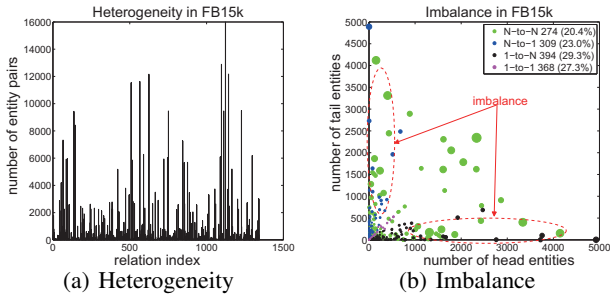 Heterogeneity in FB15k
number of entity pairs
16000
14000
12000
10000
8000
6000
4000
2000
0
0
500
1000
1500
relation index
(a) Heterogeneity
Imbalance in FB15k
number of tail entities
5000
4500
4000
3500
3000
2500
2000
1500
1000
500
0
N−to−N 274 (20.4%)
N−to−1 309 (23.0%)
1−to−N 394 (29.3%)
1−to−1 368 (27.3%)
imbalance
0
1000
2000
3000
4000
5000
number of head entities
(b) Imbalance